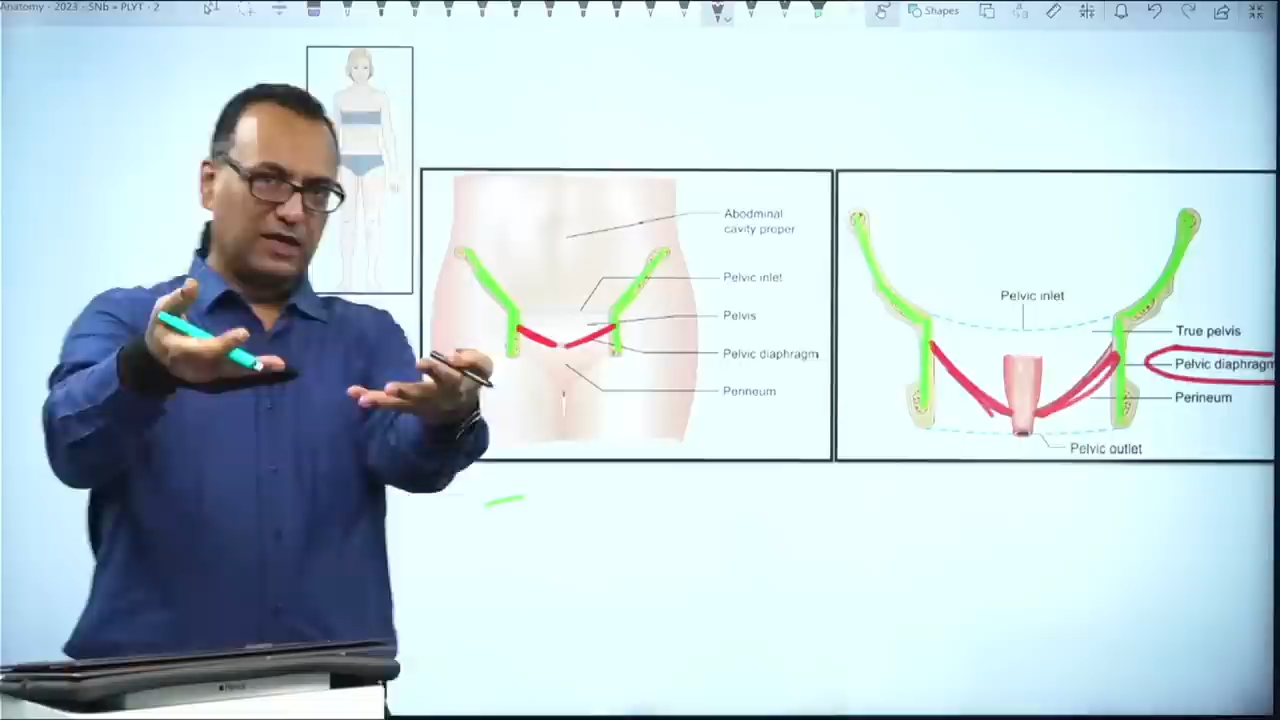 Anatomy - 2023 - SNb + PLYT - 2
Shapes
Abodminal
cavity proper
Pelvic inlet
Pelvis
Pelvic diaphragm
Perineum
Pelvic inlet
True pelvis
Pelvic diaphragm
Perineum
Pelvic outlet